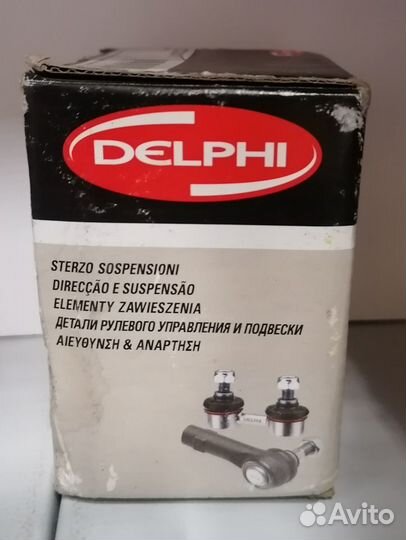 DELPHI
STERZO SOSPENSIONI
DIRECÇÃO E SUSPENSÃO
ELEMENTY ZAWIESZENIA
ДЕТАЛИ РУЛЕВОГО УПРАВЛЕНИЯ И ПОДВЕСКИ
ΔΙΕΥΘΥΝΣΗ & ΑΝΑΡΤΗΣΗ
Avito